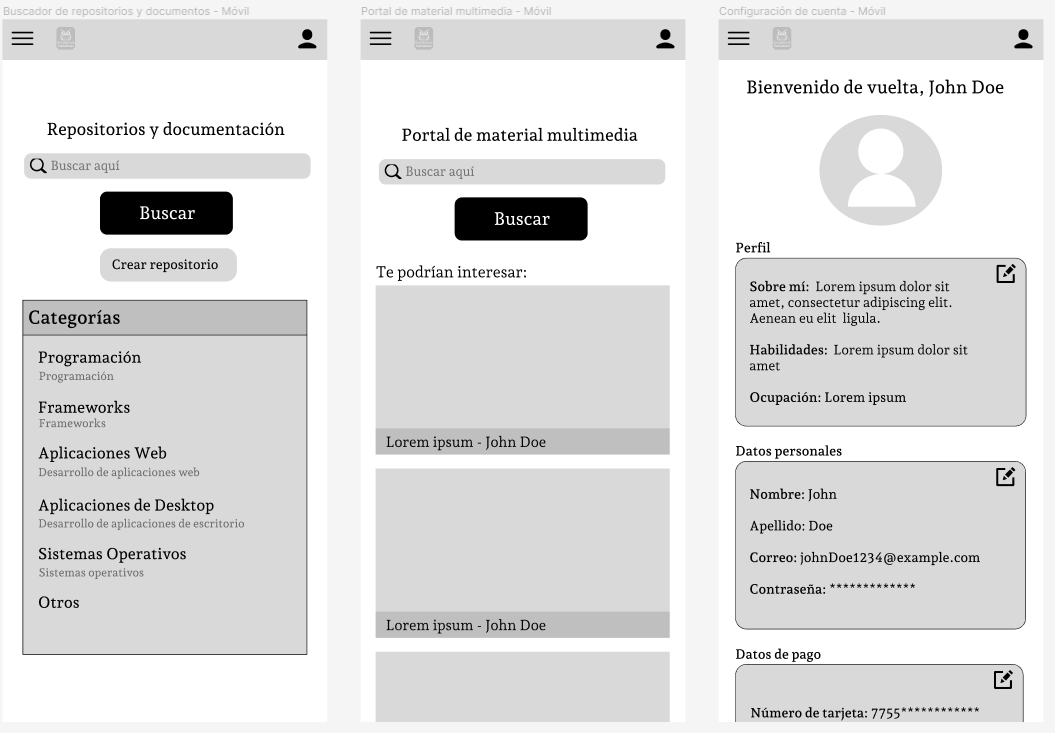 Buscador de repositorios y documentos - Móvil
Repositorios y documentación
Buscar aquí
Buscar
Crear repositorio
Categorías
Programación
Programación
Frameworks
Frameworks
Aplicaciones Web
Desarrollo de aplicaciones web
Aplicaciones de Desktop
Desarrollo de aplicaciones de escritorio
Sistemas Operativos
Sistemas operativos
Otros
Portal de material multimedia - Móvil
Portal de material multimedia
Buscar aquí
Buscar
Te podrían interesar:
Lorem ipsum - John Doe
Lorem ipsum - John Doe
Configuración de cuenta - Móvil
Bienvenido de vuelta, John Doe
Perfil
Sobre mí: Lorem ipsum dolor sit
amet, consectetur adipiscing elit.
Aenean eu elit ligula.
Habilidades: Lorem ipsum dolor sit
amet
Ocupación: Lorem ipsum
Datos personales
Nombre: John
Apellido: Doe
Correo: johnDoe1234@example.com
Contraseña: *************
Datos de pago
Número de tarjeta: 7755************